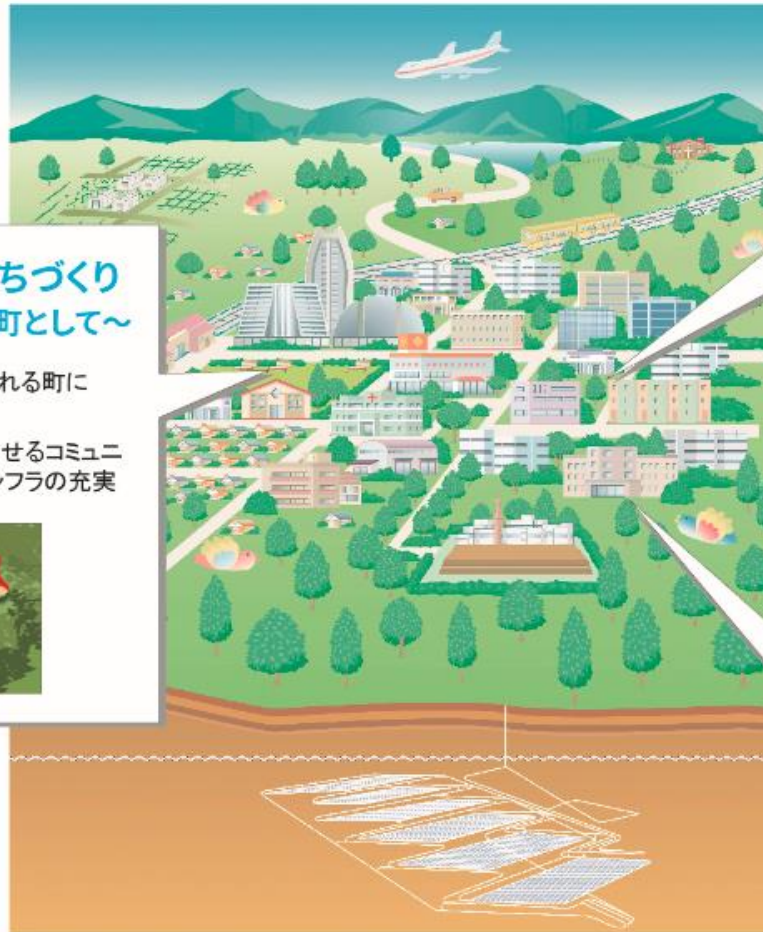 ちづくり
町として～
れる町に
せるコミュニ
ンフラの充実